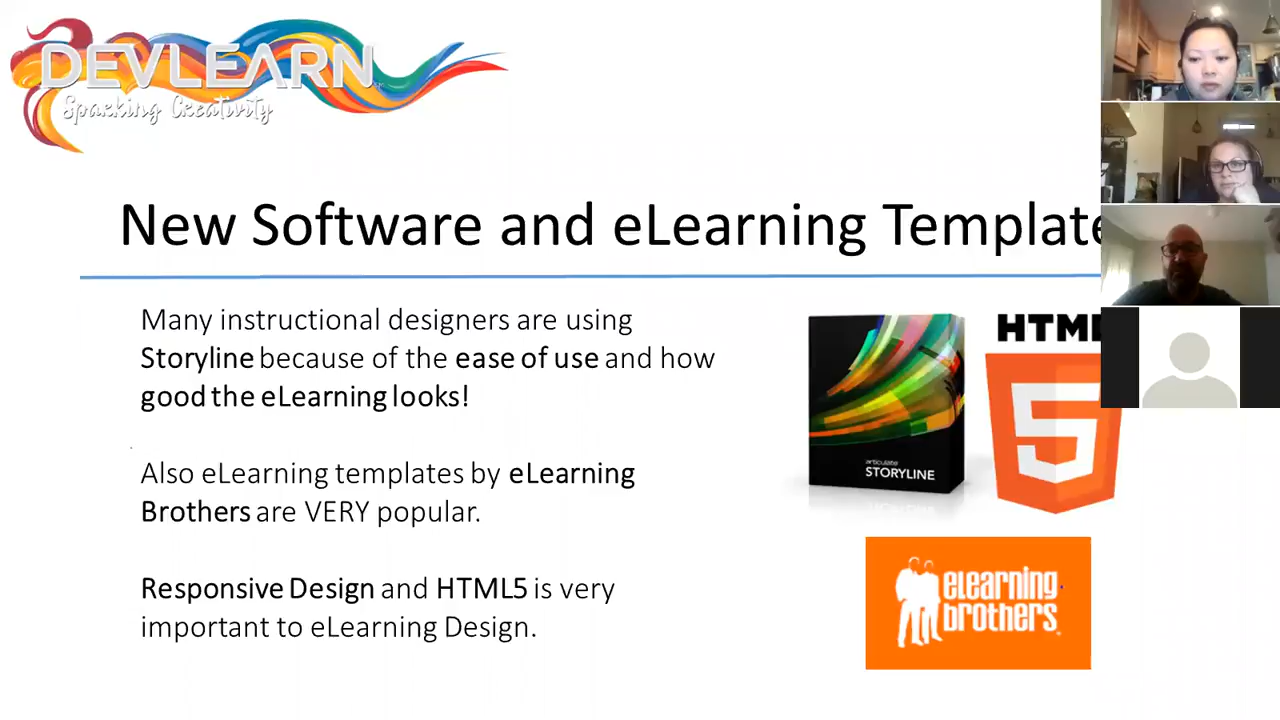 DEVLEARN
Sparking Creativity
New Software and eLearning Template
Many instructional designers are using
Storyline because of the ease of use and how
good the eLearning looks!
Also eLearning templates by eLearning
Brothers are VERY popular.
Responsive Design and HTML5 is very
important to eLearning Design.
articulate
STORYLINE
HTM
5
eLearning
brothers